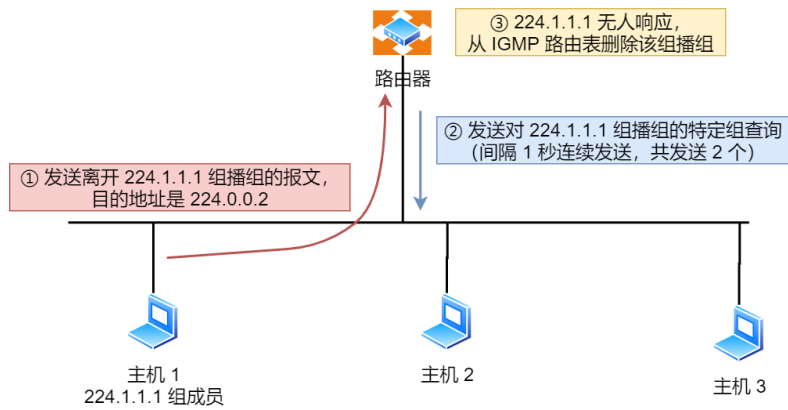 ③ 224.1.1.1 无人响应，
从 IGMP 路由表删除该组播组
路由器
② 发送对 224.1.1.1 组播组的特定组查询
（间隔 1 秒连续发送，共发送 2 个）
① 发送离开 224.1.1.1 组播组的报文，
目的地址是 224.0.0.2
主机 1
224.1.1.1 组成员
主机 2
主机 3